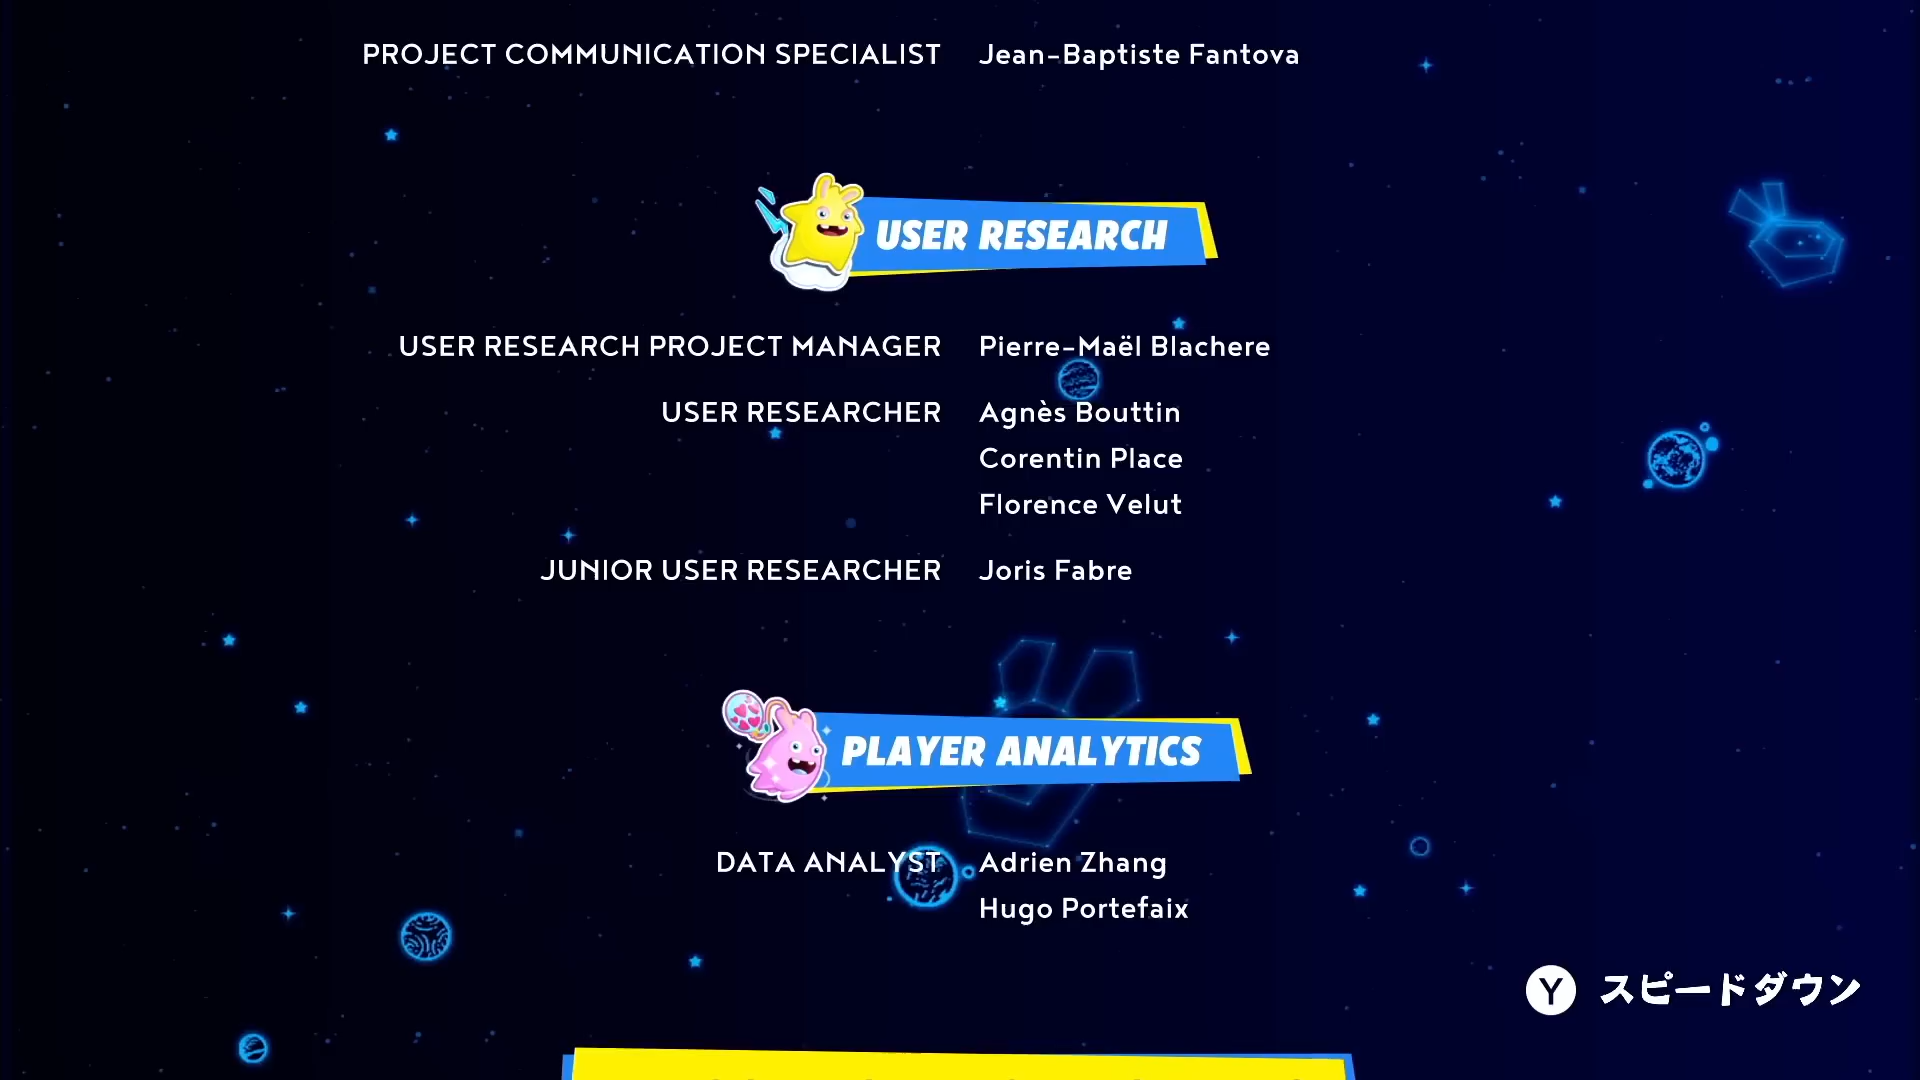 PROJECT COMMUNICATION SPECIALIST Jean-Baptiste Fantova
USER RESEARCH
USER RESEARCH PROJECT MANAGER Pierre-Maël Blachere
USER RESEARCHER Agnès Bouttin
Corentin Place
Florence Velut
JUNIOR USER RESEARCHER Joris Fabre
PLAYER ANALYTICS
DATA ANALYST Adrien Zhang
Hugo Portefaix
Y スピードダウン